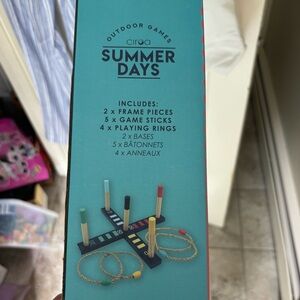 OUTDOOR GAMES
circa
SUMMER
DAYS
INCLUDES:
2 x FRAME PIECES
5 x GAME STICKS
4 x PLAYING RINGS
2 x BASES
5 x BÂTONNETS
4 x ANNEAUX